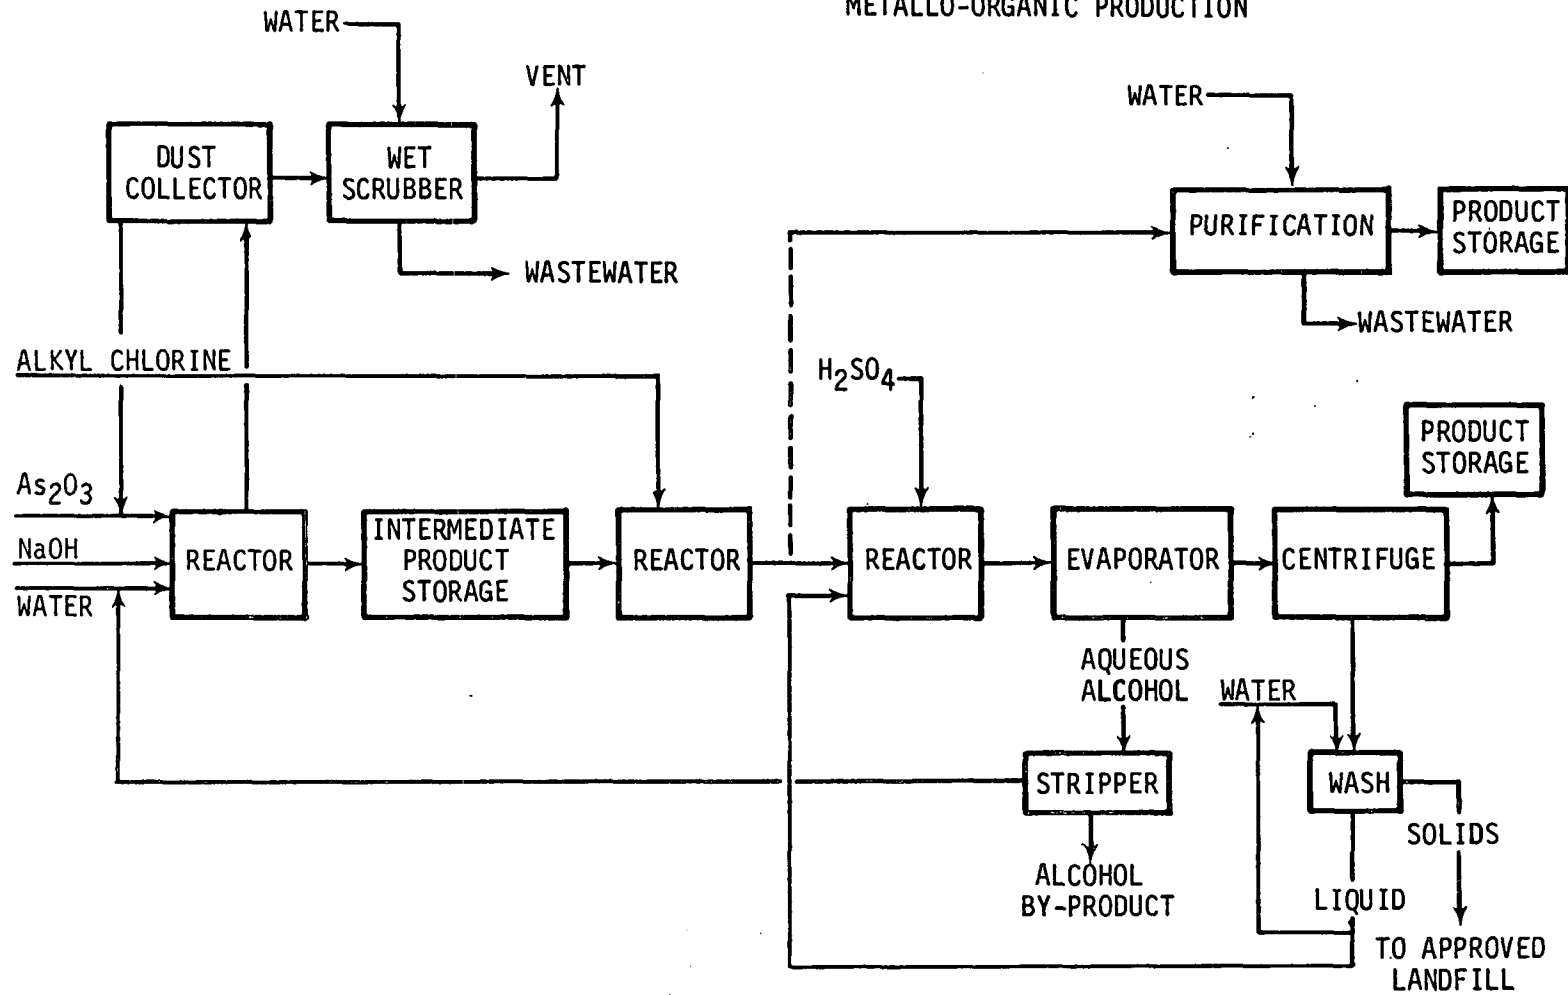 METALLO-ORGANIC PRODUCTION
WATER
VENT
WATER
DUST
COLLECTOR
WET
SCRUBBER
PURIFICATION
PRODUCT
STORAGE
WASTEWATER
WASTEWATER
ALKYL CHLORINE
H₂SO₄
PRODUCT
STORAGE
As₂O₃
NaOH
WATER
REACTOR
INTERMEDIATE
PRODUCT
STORAGE
REACTOR
REACTOR
EVAPORATOR
CENTRIFUGE
AQUEOUS
ALCOHOL
WATER
STRIPPER
WASH
SOLIDS
ALCOHOL
BY-PRODUCT
LIQUID
TO APPROVED
LANDFILL